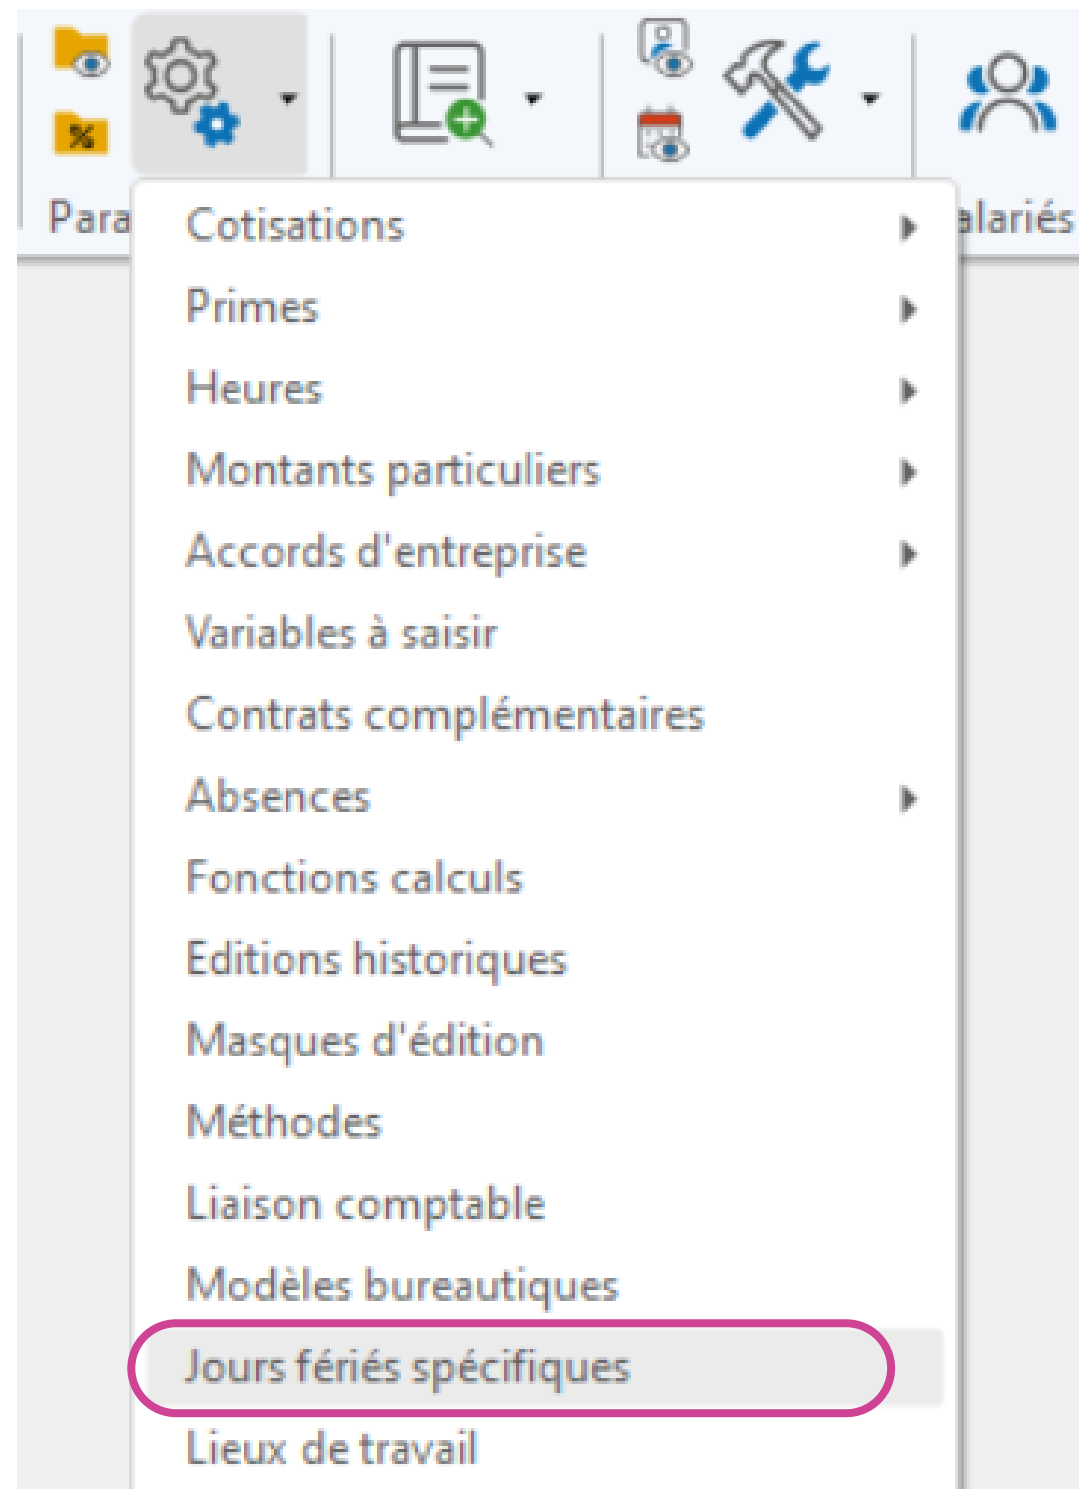 %
Para
alariés
Cotisations
Primes
Heures
Montants particuliers
Accords d'entreprise
Variables à saisir
Contrats complémentaires
Absences
Fonctions calculs
Editions historiques
Masques d'édition
Méthodes
Liaison comptable
Modèles bureautiques
Jours fériés spécifiques
Lieux de travail